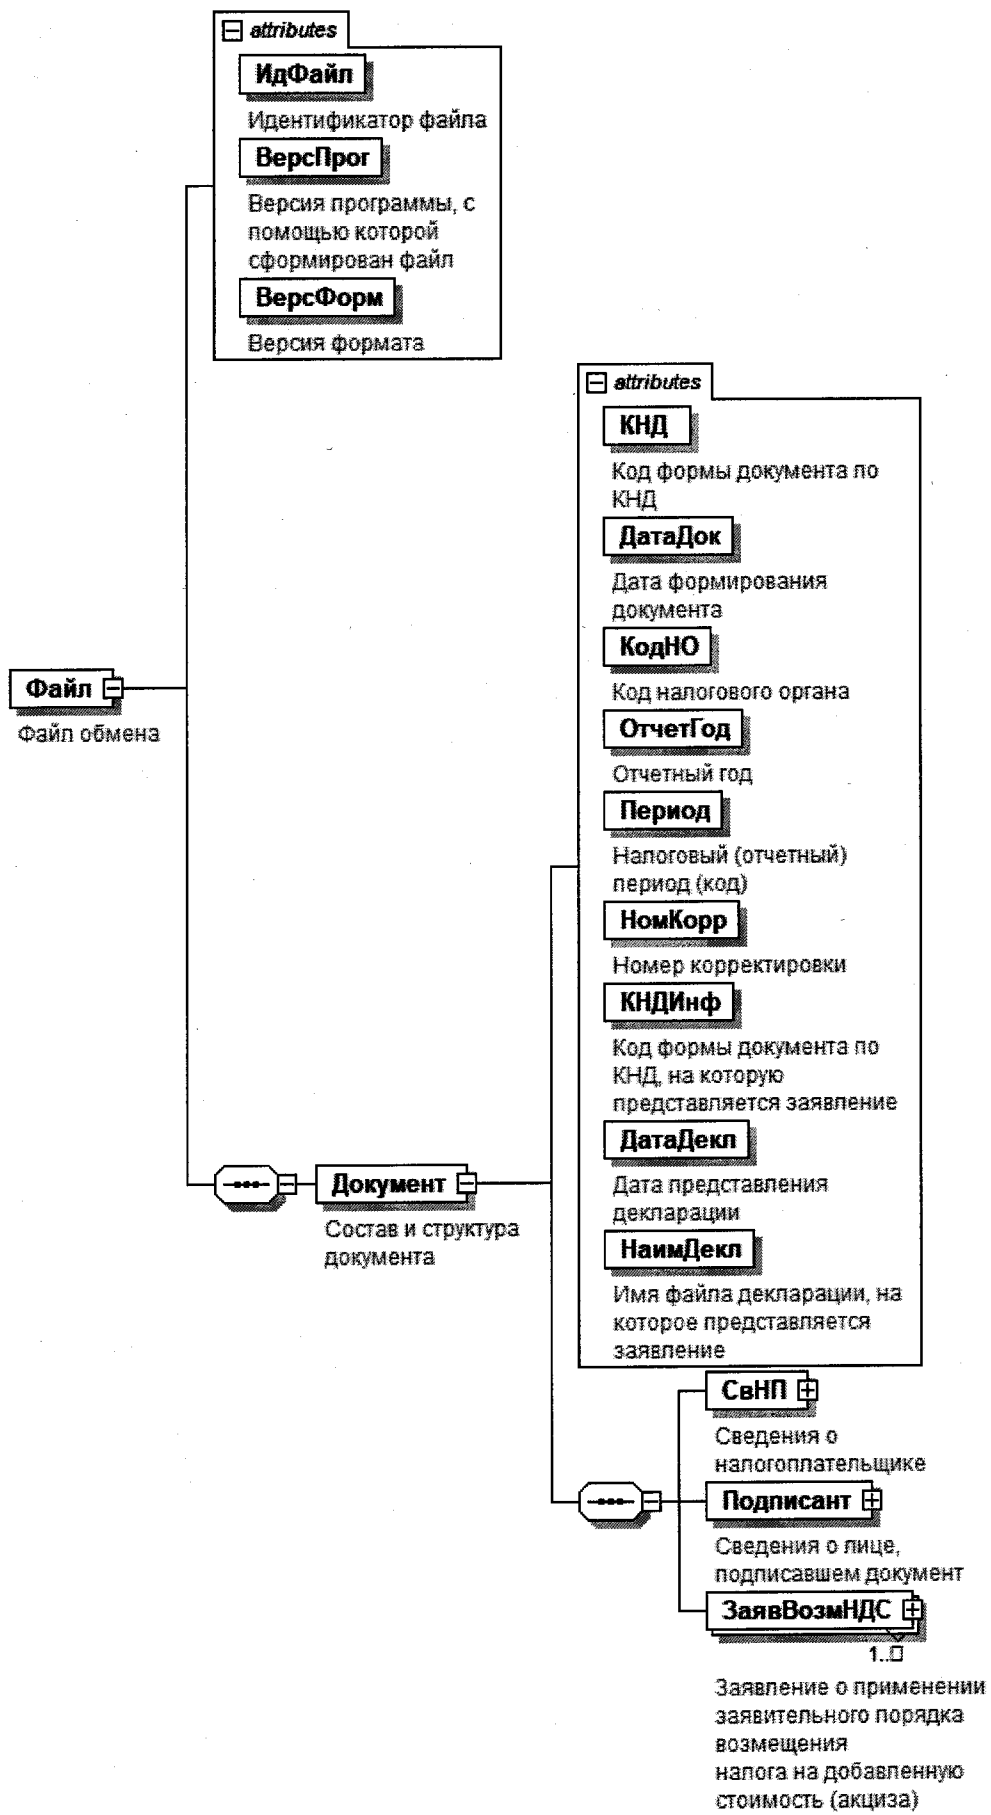 attributes
ИдФайл
Идентификатор файла
ВерсПрог
Версия программы, с
помощью которой
сформирован файл
ВерсФорм
Версия формата
attributes
КНД
Код формы документа по
КНД
ДатаДок
Дата формирования
документа
КодНО
Код налогового органа
ОтчетГод
Отчетный год
Период
Налоговый (отчетный)
период (код)
НомКорр
Номер корректировки
КНДИнф
Код формы документа по
КНД, на которую
представляется заявление
ДатаДекл
Дата представления
декларации
НаимДекл
Имя файла декларации, на
которое представляется
заявление
Файл
Файл обмена
Документ
Состав и структура
документа
СвНП
Сведения о
налогоплательщике
Подписант
Сведения о лице,
подписавшем документ
ЗаявВозмНДС
1..□
Заявление о применении
заявительного порядка
возмещения
налога на добавленную
стоимость (акциза)